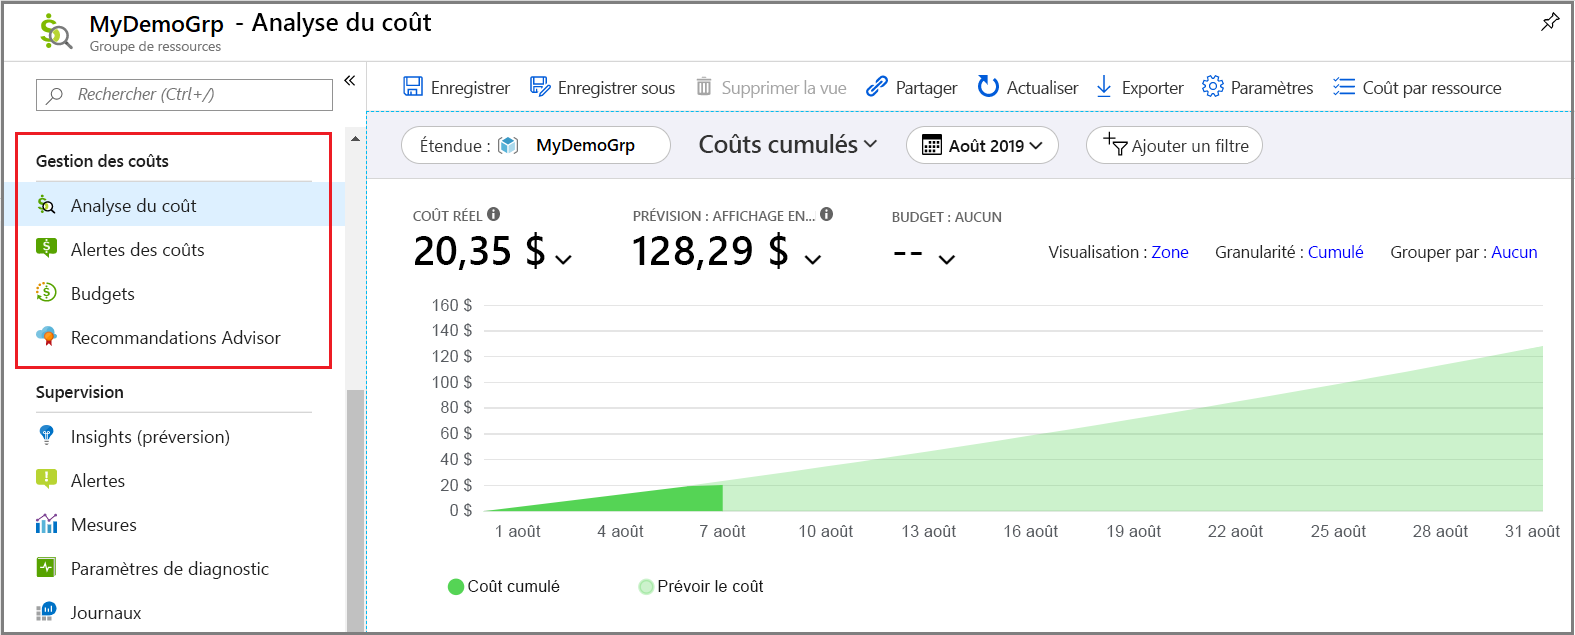 MyDemoGrp - Analyse du coût
Groupe de ressources
Rechercher (Ctrl+/)
«
Gestion des coûts
Analyse du coût
Alertes des coûts
Budgets
Recommandations Advisor
Supervision
Insights (préversion)
Alertes
Mesures
Paramètres de diagnostic
Journaux
Enregistrer Enregistrer sous Supprimer la vue Partager Actualiser Exporter Paramètres Coût par ressource
Étendue : MyDemoGrp Coûts cumulés Août 2019 Ajouter un filtre
COÛT RÉEL PRÉVISION : AFFICHAGE EN... BUDGET : AUCUN
20,35 $ 128,29 $ --
Visualisation : Zone Granularité : Cumulé Grouper par : Aucun
160 $
140 $
120 $
100 $
80 $
60 $
40 $
20 $
0 $
1 août 4 août 7 août 10 août 13 août 16 août 19 août 22 août 25 août 28 août 31 août
Coût cumulé Prévoir le coût